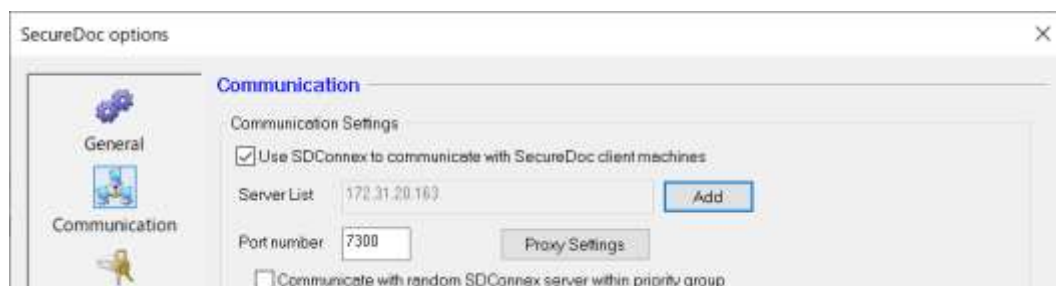 SecureDoc options
Communication
Communication Settings
General
Use SDConnex to communicate with SecureDoc client machines
Server List 172.31.20.163 Add
Communication
Port number 7300 Proxy Settings
Communicate with random SDConnex server within priority group